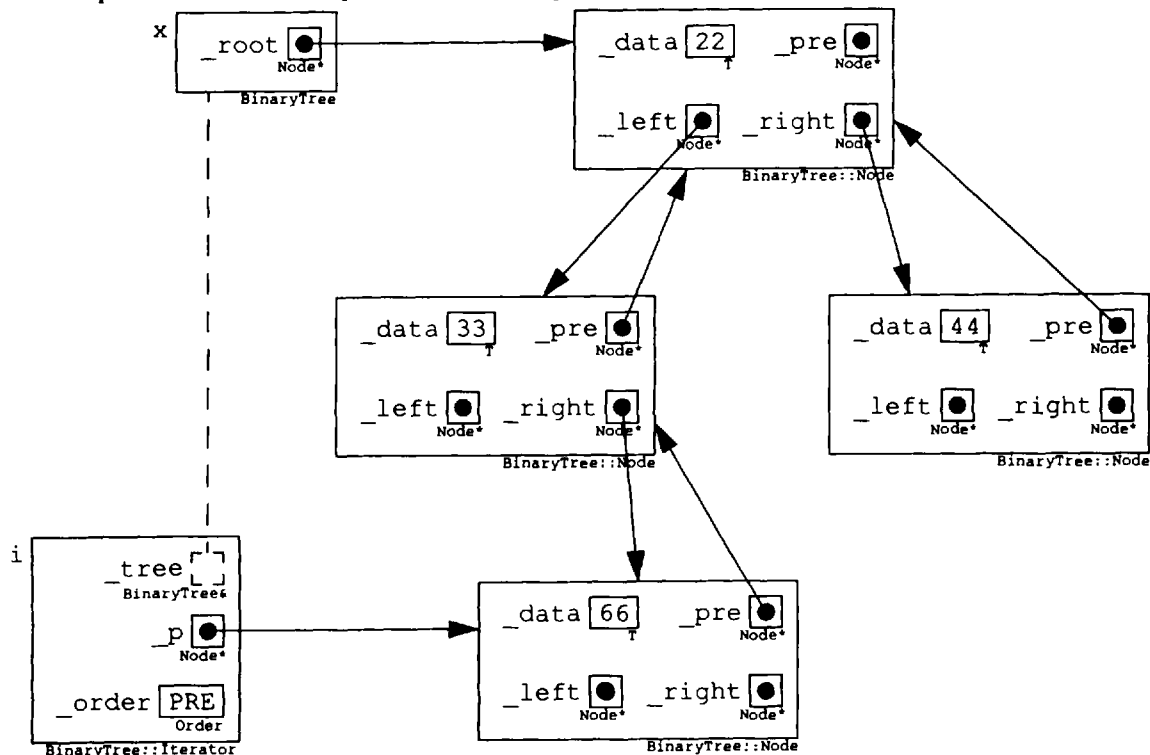 x
_root
Node*
BinaryTree
_data 22 _pre
T Node*
_left _right
Node* Node*
BinaryTree::Node
_data 33 _pre
T Node*
_left _right
Node* Node*
BinaryTree::Node
_data 44 _pre
T Node*
_left _right
Node* Node*
BinaryTree::Node
i
_tree
BinaryTree&
_p
Node*
_order PRE
Order
BinaryTree::Iterator
_data 66 _pre
T Node*
_left _right
Node* Node*
BinaryTree::Node